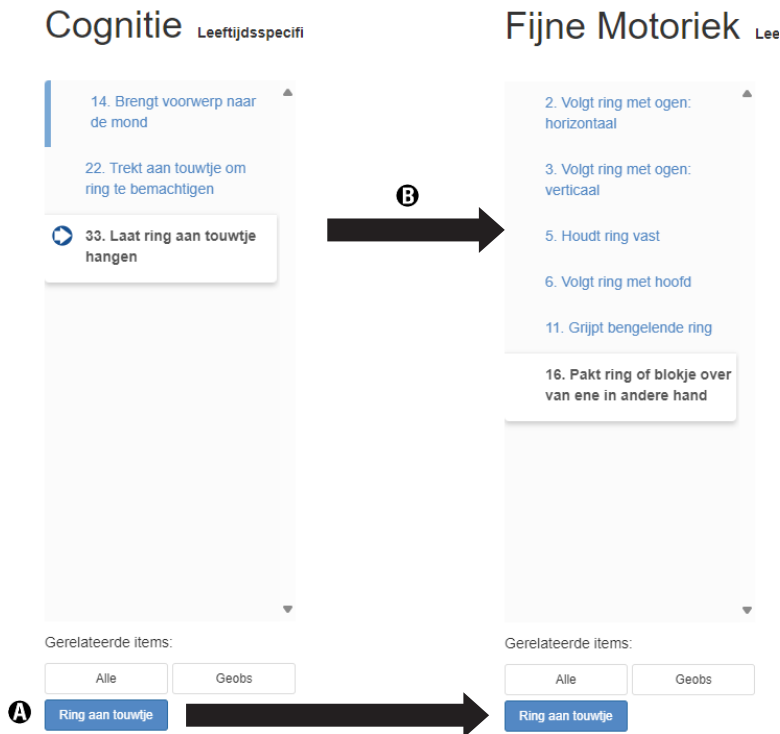 Cognitie Leeftijdsspecifi
14. Brengt voorwerp naar
de mond
22. Trekt aan touwtje om
ring te bemachtigen
33. Laat ring aan touwtje
hangen
Gerelateerde items:
Alle Geobs
A Ring aan touwtje
B
Fijne Motoriek Lee
2. Volgt ring met ogen:
horizontaal
3. Volgt ring met ogen:
verticaal
5. Houdt ring vast
6. Volgt ring met hoofd
11. Grijpt bengelende ring
16. Pakt ring of blokje over
van ene in andere hand
Gerelateerde items:
Alle Geobs
Ring aan touwtje